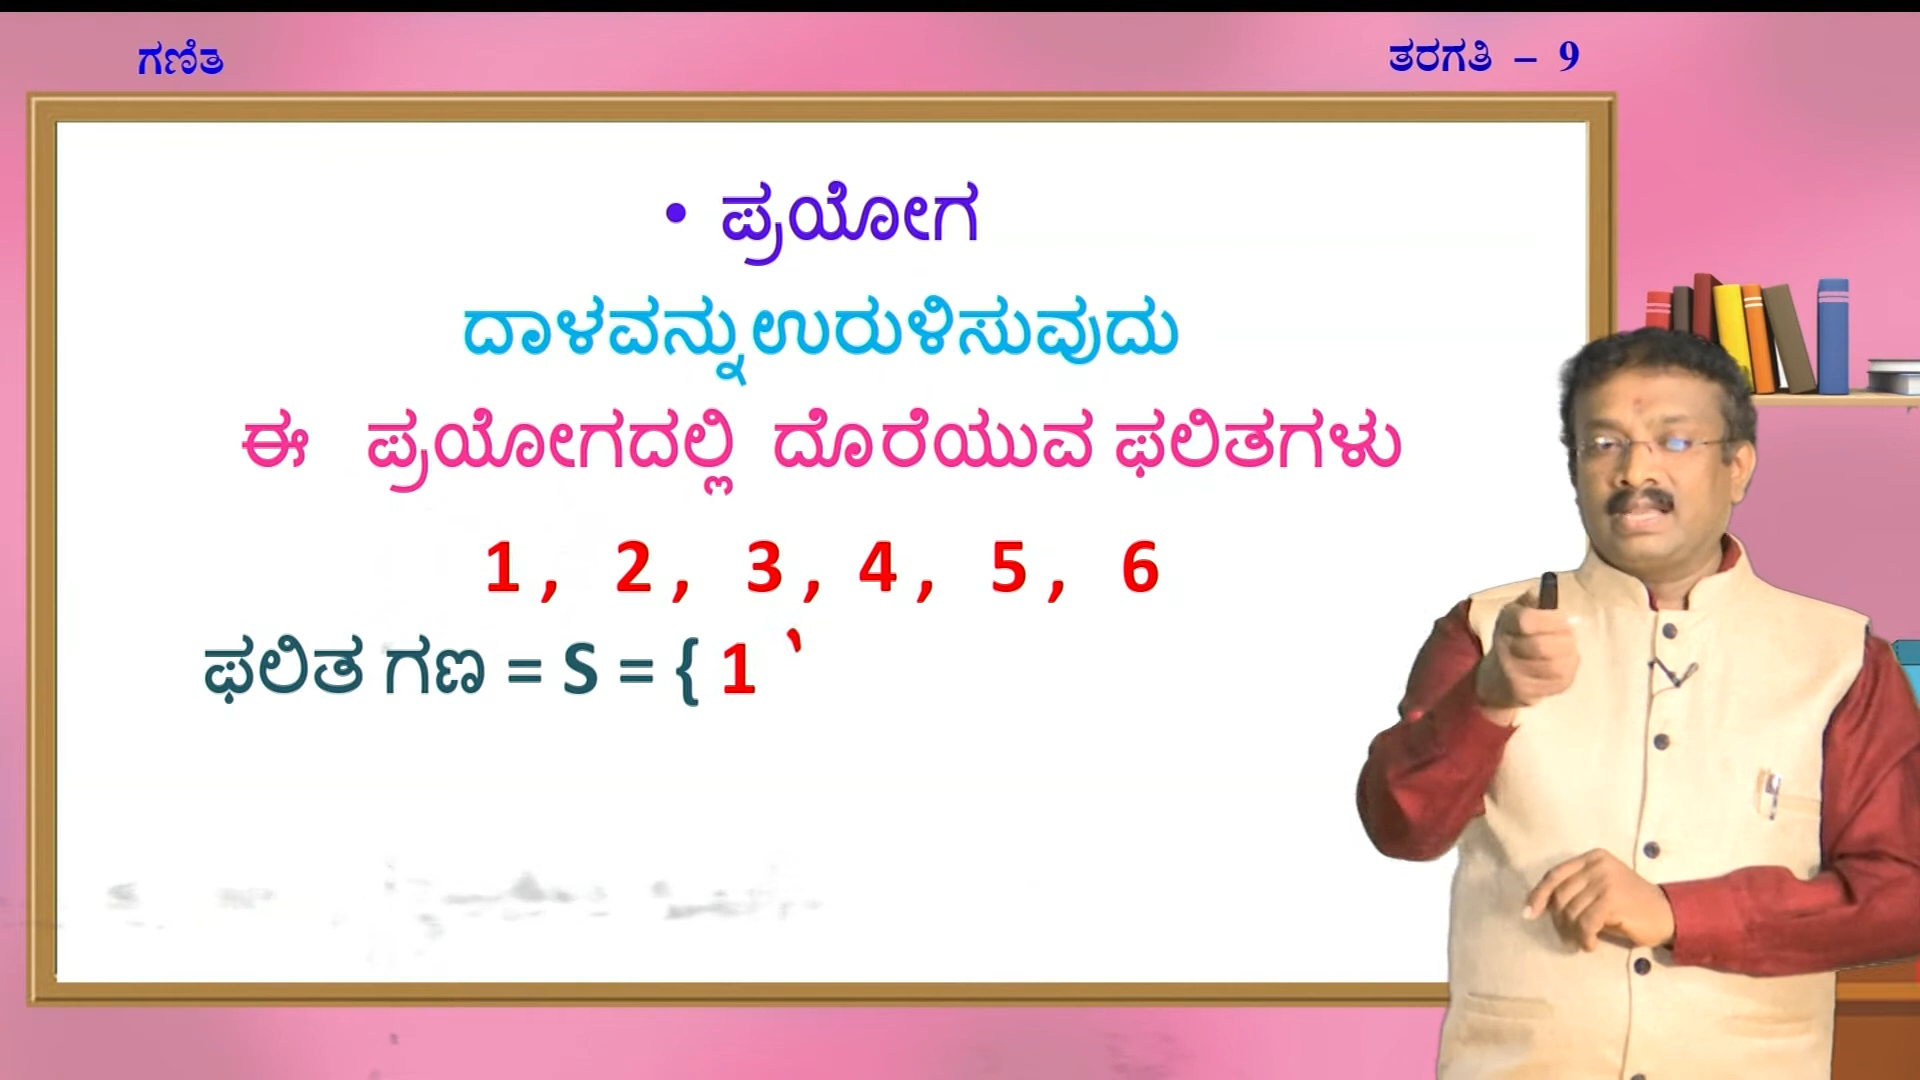 ಗಣಿತ
ತರಗತಿ – 9
• ಪ್ರಯೋಗ
ದಾಳವನ್ನು ಉರುಳಿಸುವುದು
ಈ ಪ್ರಯೋಗದಲ್ಲಿ ದೊರೆಯುವ ಫಲಿತಗಳು
1 , 2 , 3 , 4 , 5 , 6
ಫಲಿತ ಗಣ = S = { 1 ,